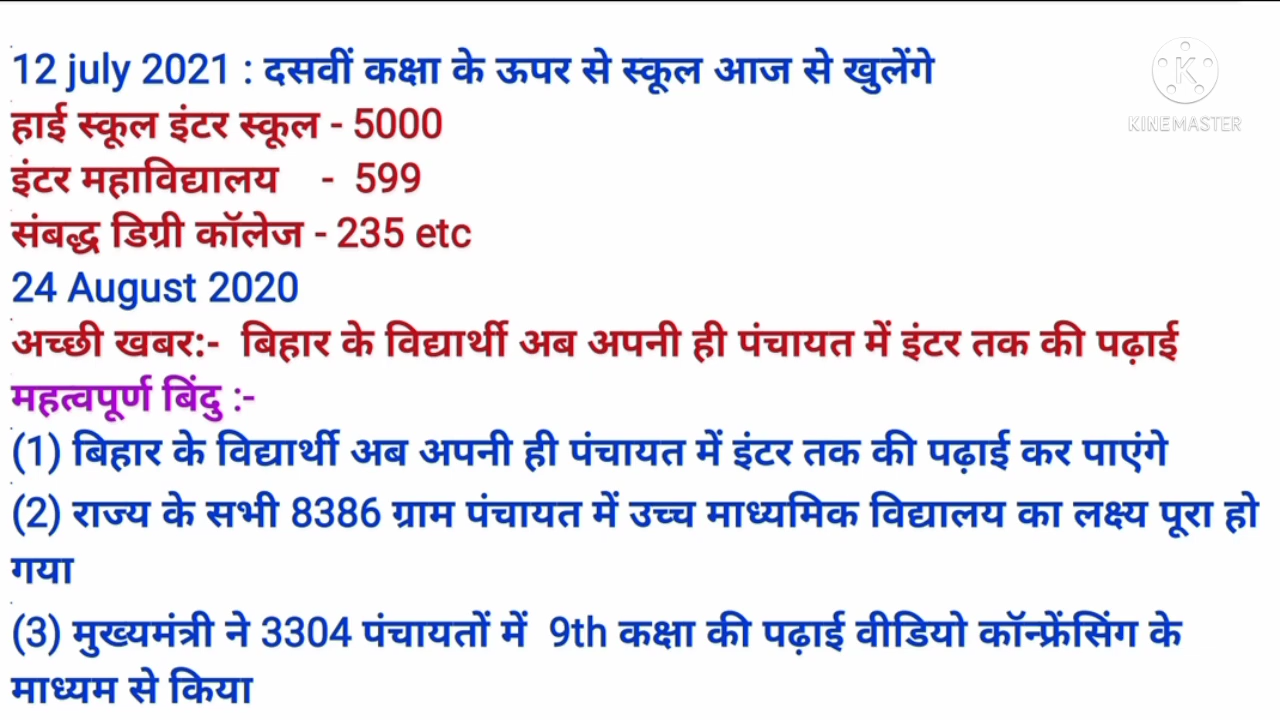 12 july 2021 : दसवीं कक्षा के ऊपर से स्कूल आज से खुलेंगे
हाई स्कूल इंटर स्कूल - 5000
इंटर महाविद्यालय - 599
संबद्ध डिग्री कॉलेज - 235 etc
24 August 2020
अच्छी खबर:- बिहार के विद्यार्थी अब अपनी ही पंचायत में इंटर तक की पढ़ाई
महत्वपूर्ण बिंदु :-
(1) बिहार के विद्यार्थी अब अपनी ही पंचायत में इंटर तक की पढ़ाई कर पाएंगे
(2) राज्य के सभी 8386 ग्राम पंचायत में उच्च माध्यमिक विद्यालय का लक्ष्य पूरा हो
गया
(3) मुख्यमंत्री ने 3304 पंचायतों में 9th कक्षा की पढ़ाई वीडियो कॉन्फ्रेंसिंग के
माध्यम से किया
K
KINEMASTER